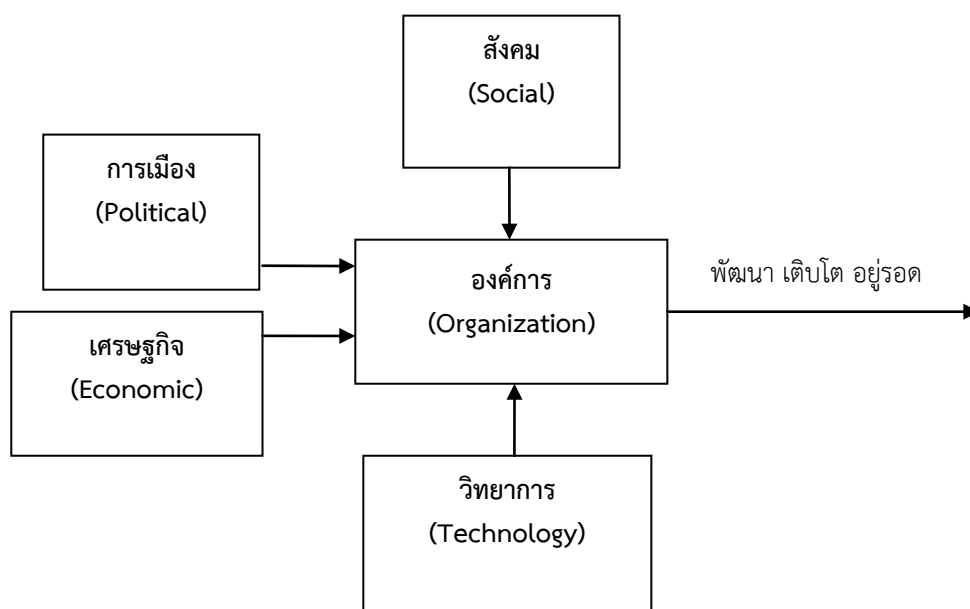 สังคม
(Social)
การเมือง
(Political)
องค์การ
(Organization)
พัฒนา เติบโต อยู่รอด
เศรษฐกิจ
(Economic)
วิทยาการ
(Technology)